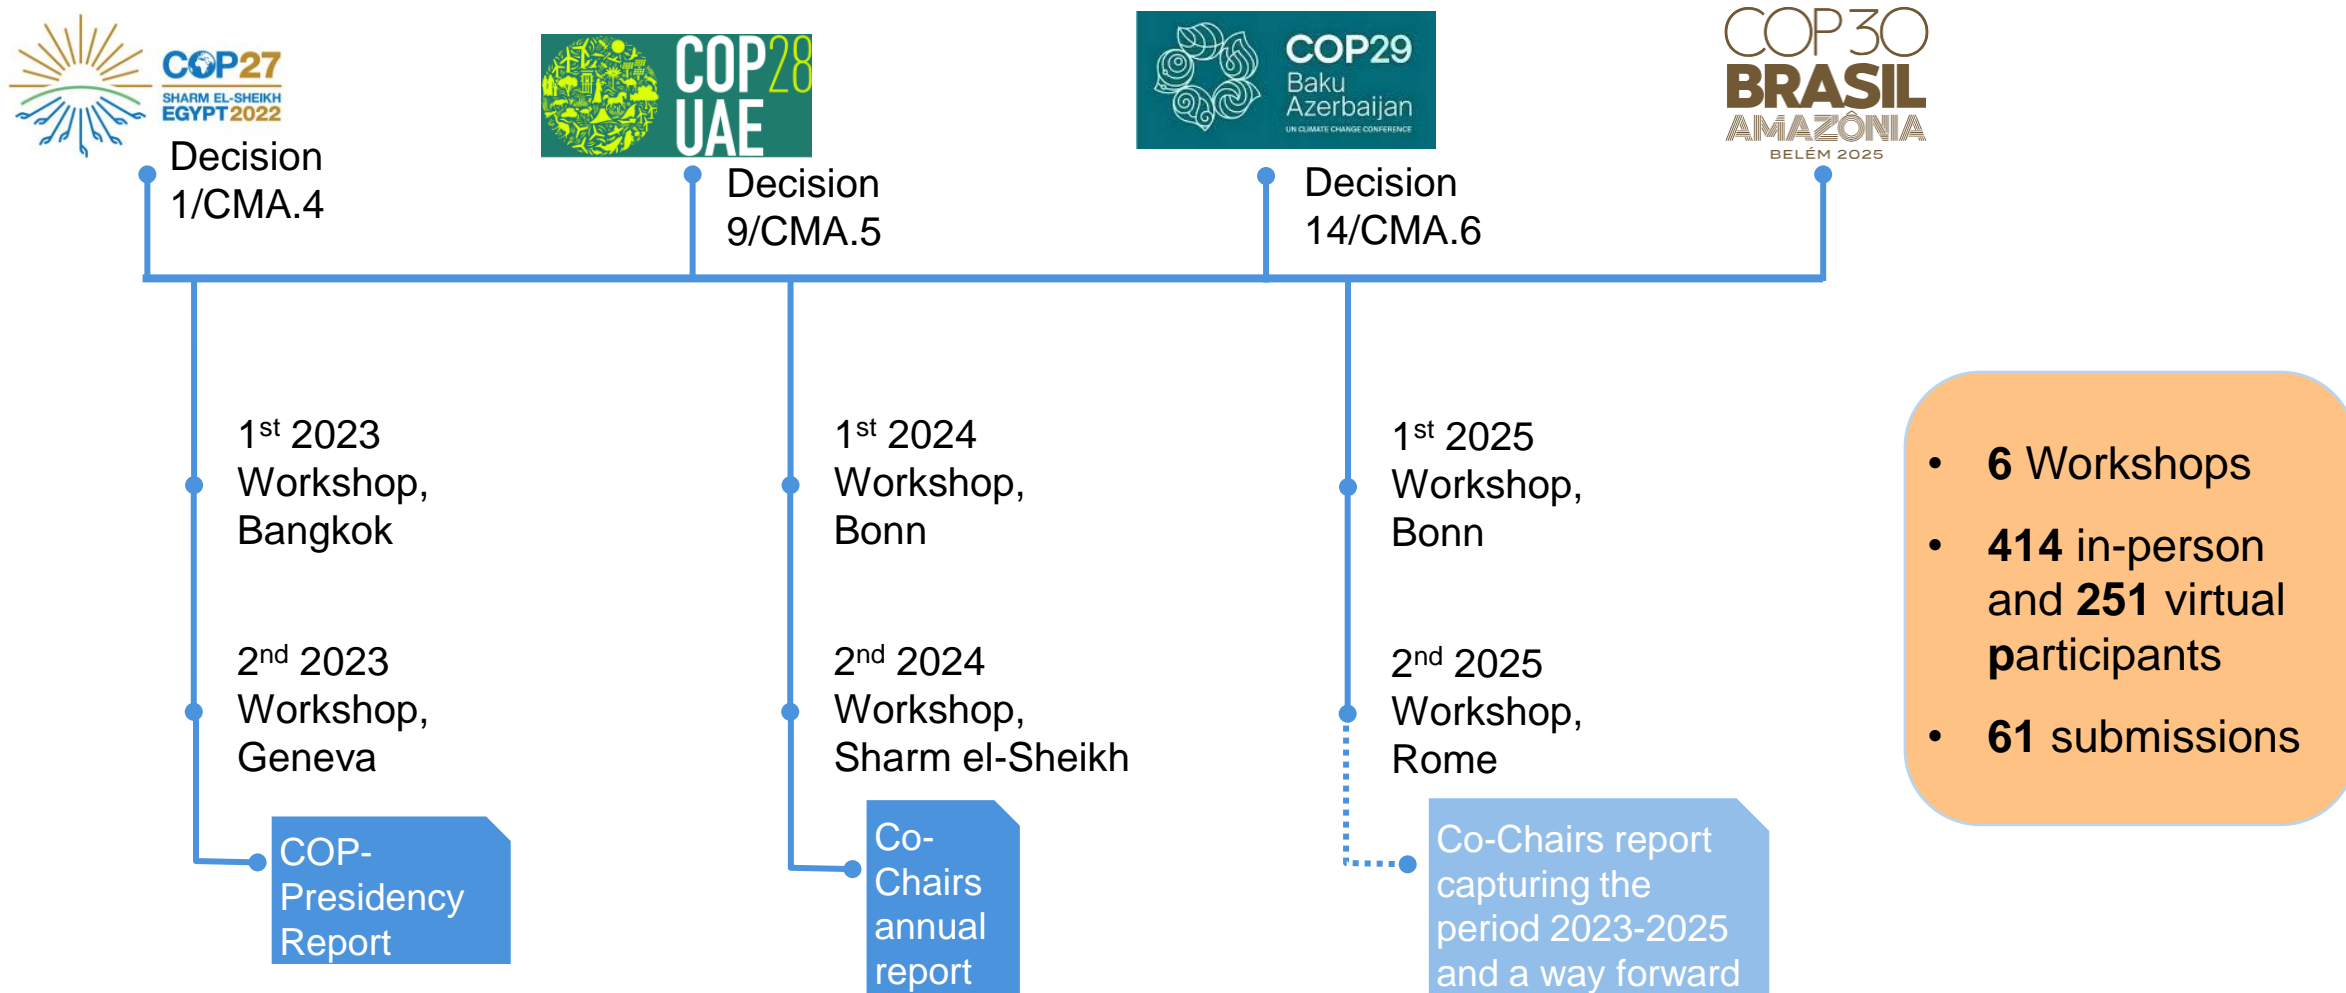 COP27
SHARM EL-SHEIKH
EGYPT 2022
Decision
1/CMA.4
COP28
UAE
Decision
9/CMA.5
COP29
Baku
Azerbaijan
UN CLIMATE CHANGE CONFERENCE
Decision
14/CMA.6
COP30
BRASIL
AMAZÔNIA
BELÉM 2025
1st 2023
Workshop,
Bangkok
2nd 2023
Workshop,
Geneva
COP-
Presidency
Report
1st 2024
Workshop,
Bonn
2nd 2024
Workshop,
Sharm el-Sheikh
Co-
Chairs
annual
report
1st 2025
Workshop,
Bonn
2nd 2025
Workshop,
Rome
Co-Chairs report
capturing the
period 2023-2025
and a way forward
• 6 Workshops
• 414 in-person
and 251 virtual
participants
• 61 submissions